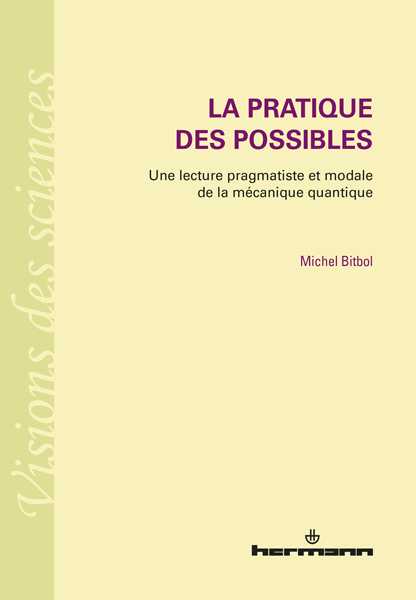 Visions des sciences
LA PRATIQUE
DES POSSIBLES
Une lecture pragmatiste et modale
de la mécanique quantique
Michel Bitbol
hermann